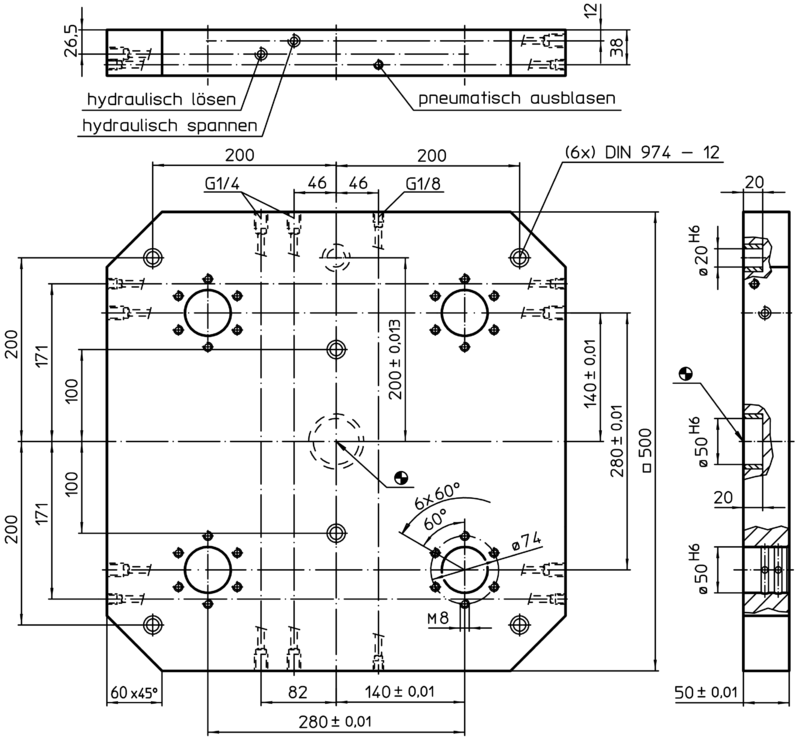 26,5
12
38
hydraulisch lösen
pneumatisch ausblasen
hydraulisch spannen
200
200
(6x) DIN 974 – 12
G1/4
46
46
G1/8
20
ø20 H6
200
171
100
200±0,013
140±0,01
280±0,01
□500
ø50 H6
100
171
200
6x60°
60°
ø74
20
ø50 H6
M8
60x45°
82
140±0,01
50±0,01
280±0,01